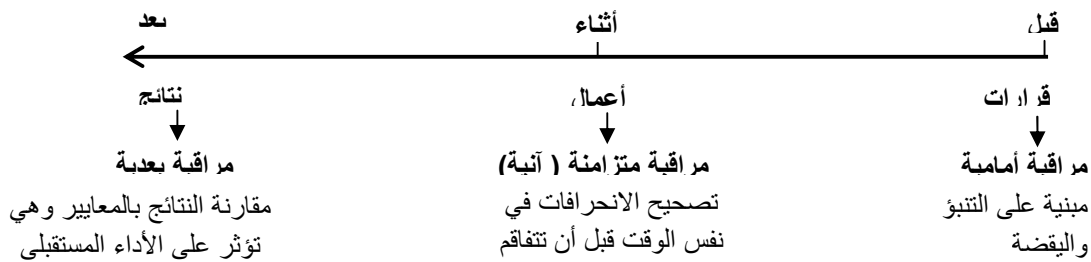 قبل أثناء بعد
قرارات أعمال نتائج
مراقبة أمامية مراقبة متزامنة ( آنية) مراقبة بعدية
مبنية على التنبؤ تصحيح الانحرافات في مقارنة النتائج بالمعايير وهي
واليقضة نفس الوقت قبل أن تتفاقم تؤثر على الأداء المستقبلي